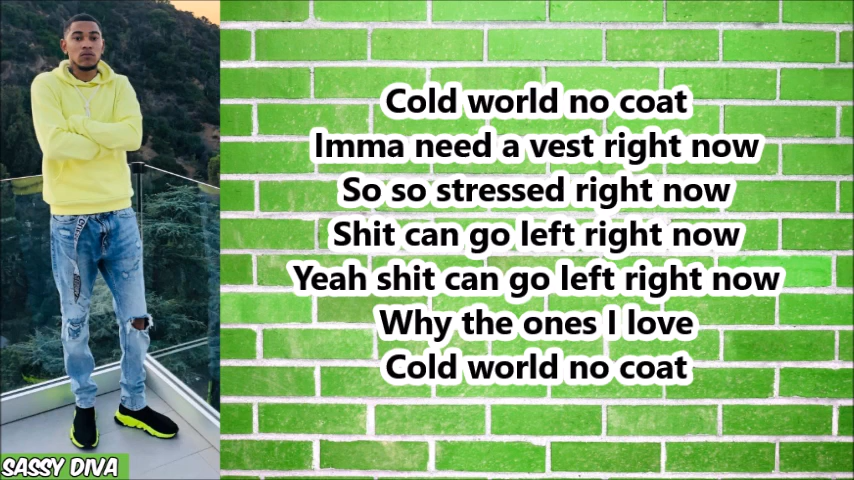 Cold world no coat
Imma need a vest right now
So so stressed right now
Shit can go left right now
Yeah shit can go left right now
Why the ones I love
Cold world no coat
SASSY DIVA